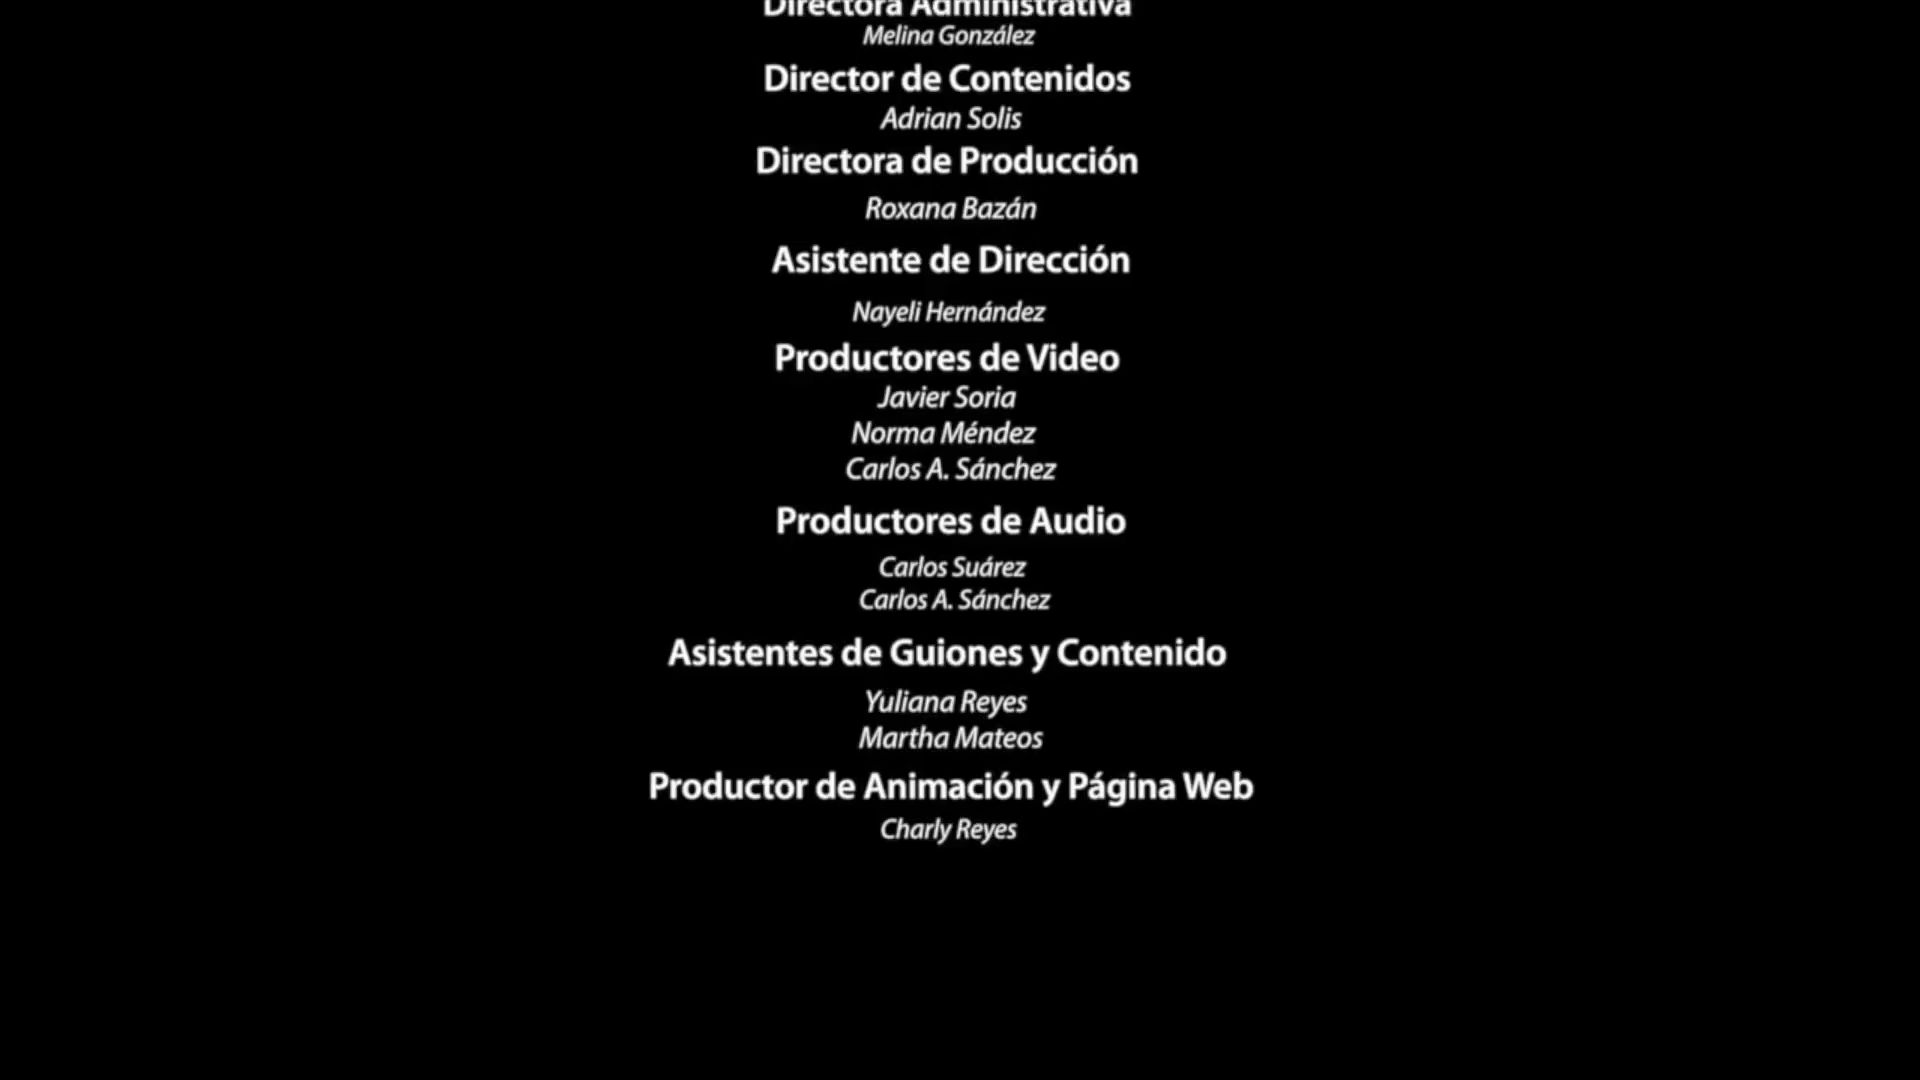 Directora Administrativa
Melina González
Director de Contenidos
Adrian Solis
Directora de Producción
Roxana Bazán
Asistente de Dirección
Nayeli Hernández
Productores de Video
Javier Soria
Norma Méndez
Carlos A. Sánchez
Productores de Audio
Carlos Suárez
Carlos A. Sánchez
Asistentes de Guiones y Contenido
Yuliana Reyes
Martha Mateos
Productor de Animación y Página Web
Charly Reyes